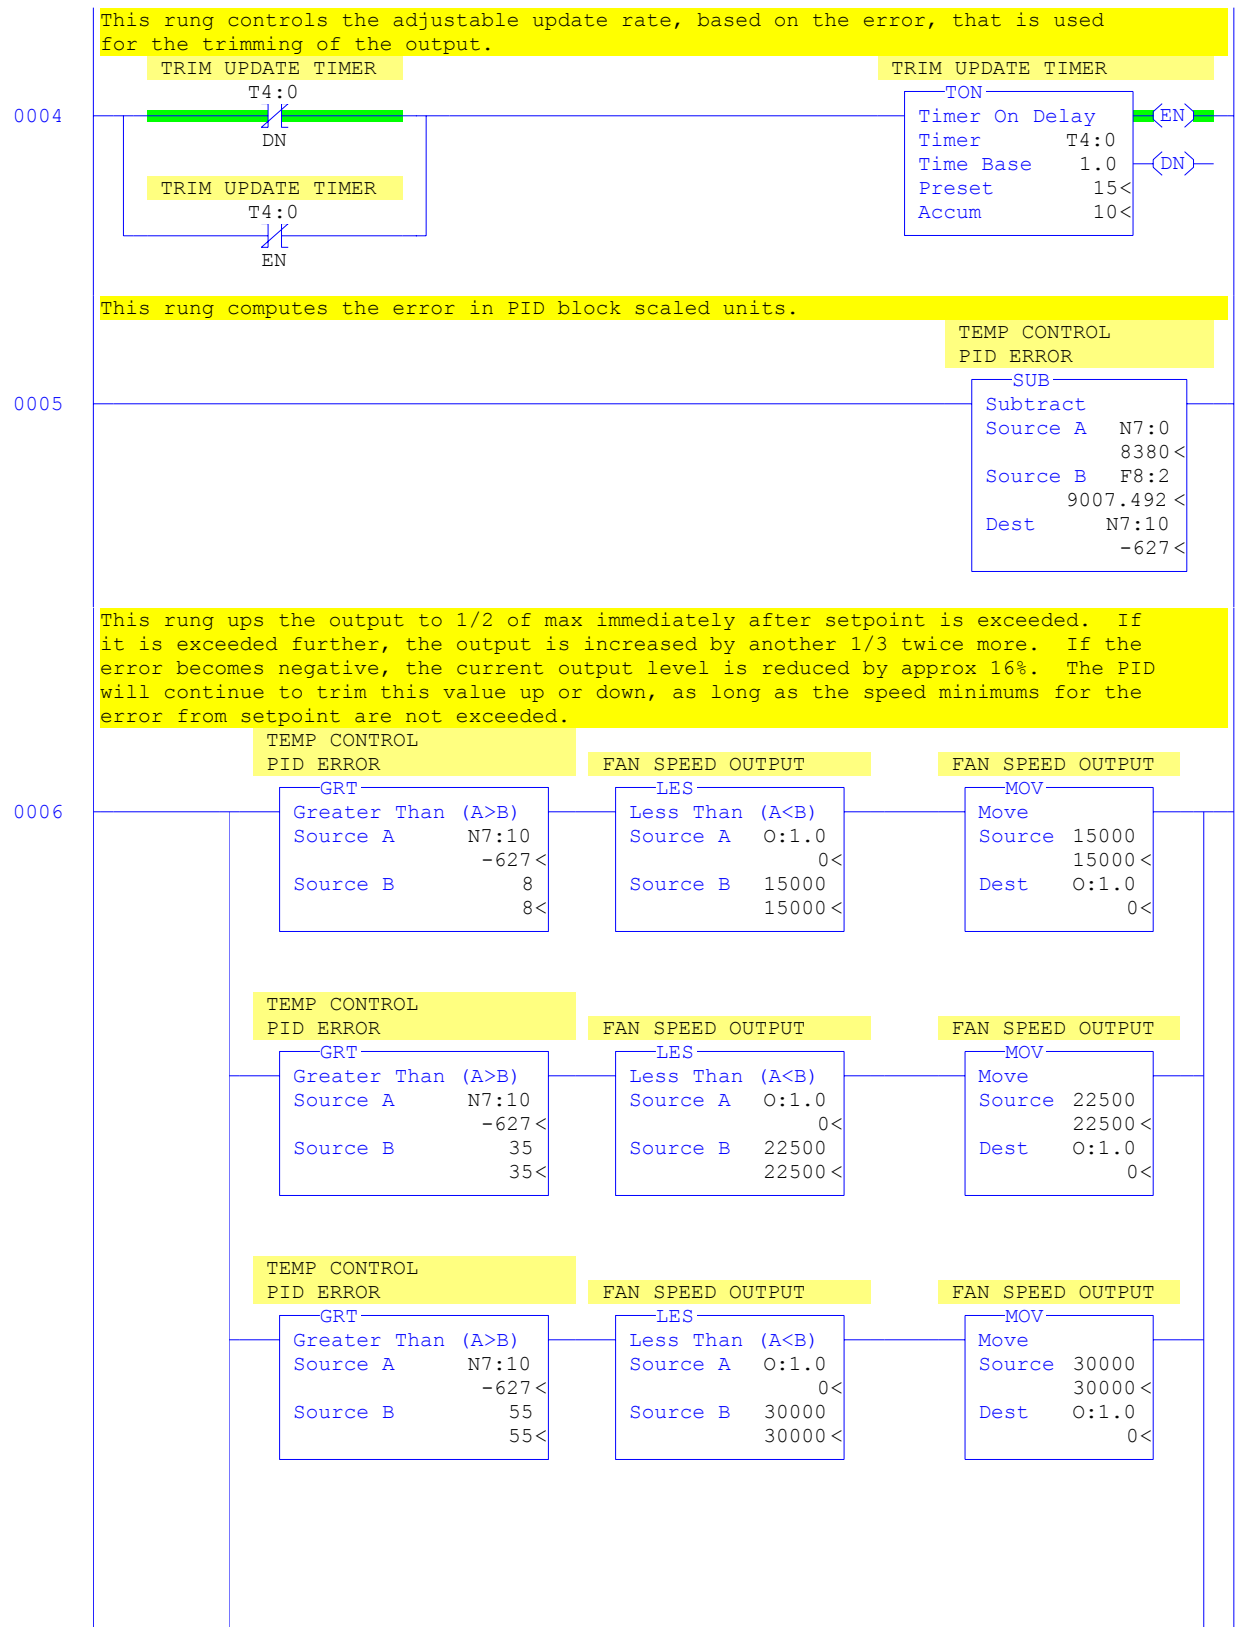 This rung controls the adjustable update rate, based on the error, that is used
for the trimming of the output.
TRIM UPDATE TIMER
T4:0
DN
TRIM UPDATE TIMER
T4:0
EN
0004
TRIM UPDATE TIMER
TON
Timer On Delay
Timer T4:0
Time Base 1.0
Preset 15<
Accum 10<
(EN)
(DN)
This rung computes the error in PID block scaled units.
0005
TEMP CONTROL
PID ERROR
SUB
Subtract
Source A N7:0
8380<
Source B F8:2
9007.492<
Dest N7:10
-627<
This rung ups the output to 1/2 of max immediately after setpoint is exceeded. If
it is exceeded further, the output is increased by another 1/3 twice more. If the
error becomes negative, the current output level is reduced by approx 16%. The PID
will continue to trim this value up or down, as long as the speed minimums for the
error from setpoint are not exceeded.
0006
TEMP CONTROL
PID ERROR
GRT
Greater Than (A>B)
Source A N7:10
-627<
Source B 8
8<
FAN SPEED OUTPUT
LES
Less Than (A<B)
Source A O:1.0
0<
Source B 15000
15000<
FAN SPEED OUTPUT
MOV
Move
Source 15000
15000<
Dest O:1.0
0<
TEMP CONTROL
PID ERROR
GRT
Greater Than (A>B)
Source A N7:10
-627<
Source B 35
35<
FAN SPEED OUTPUT
LES
Less Than (A<B)
Source A O:1.0
0<
Source B 22500
22500<
FAN SPEED OUTPUT
MOV
Move
Source 22500
22500<
Dest O:1.0
0<
TEMP CONTROL
PID ERROR
GRT
Greater Than (A>B)
Source A N7:10
-627<
Source B 55
55<
FAN SPEED OUTPUT
LES
Less Than (A<B)
Source A O:1.0
0<
Source B 30000
30000<
FAN SPEED OUTPUT
MOV
Move
Source 30000
30000<
Dest O:1.0
0<